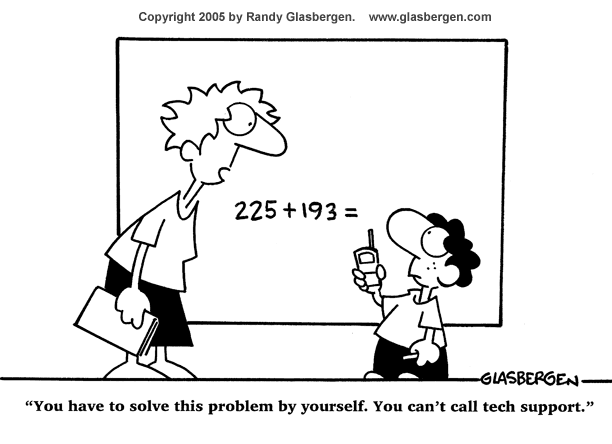 Copyright 2005 by Randy Glasbergen.    www.glasbergen.com
225+193=
GLASBERGEN
“You have to solve this problem by yourself. You can’t call tech support.”